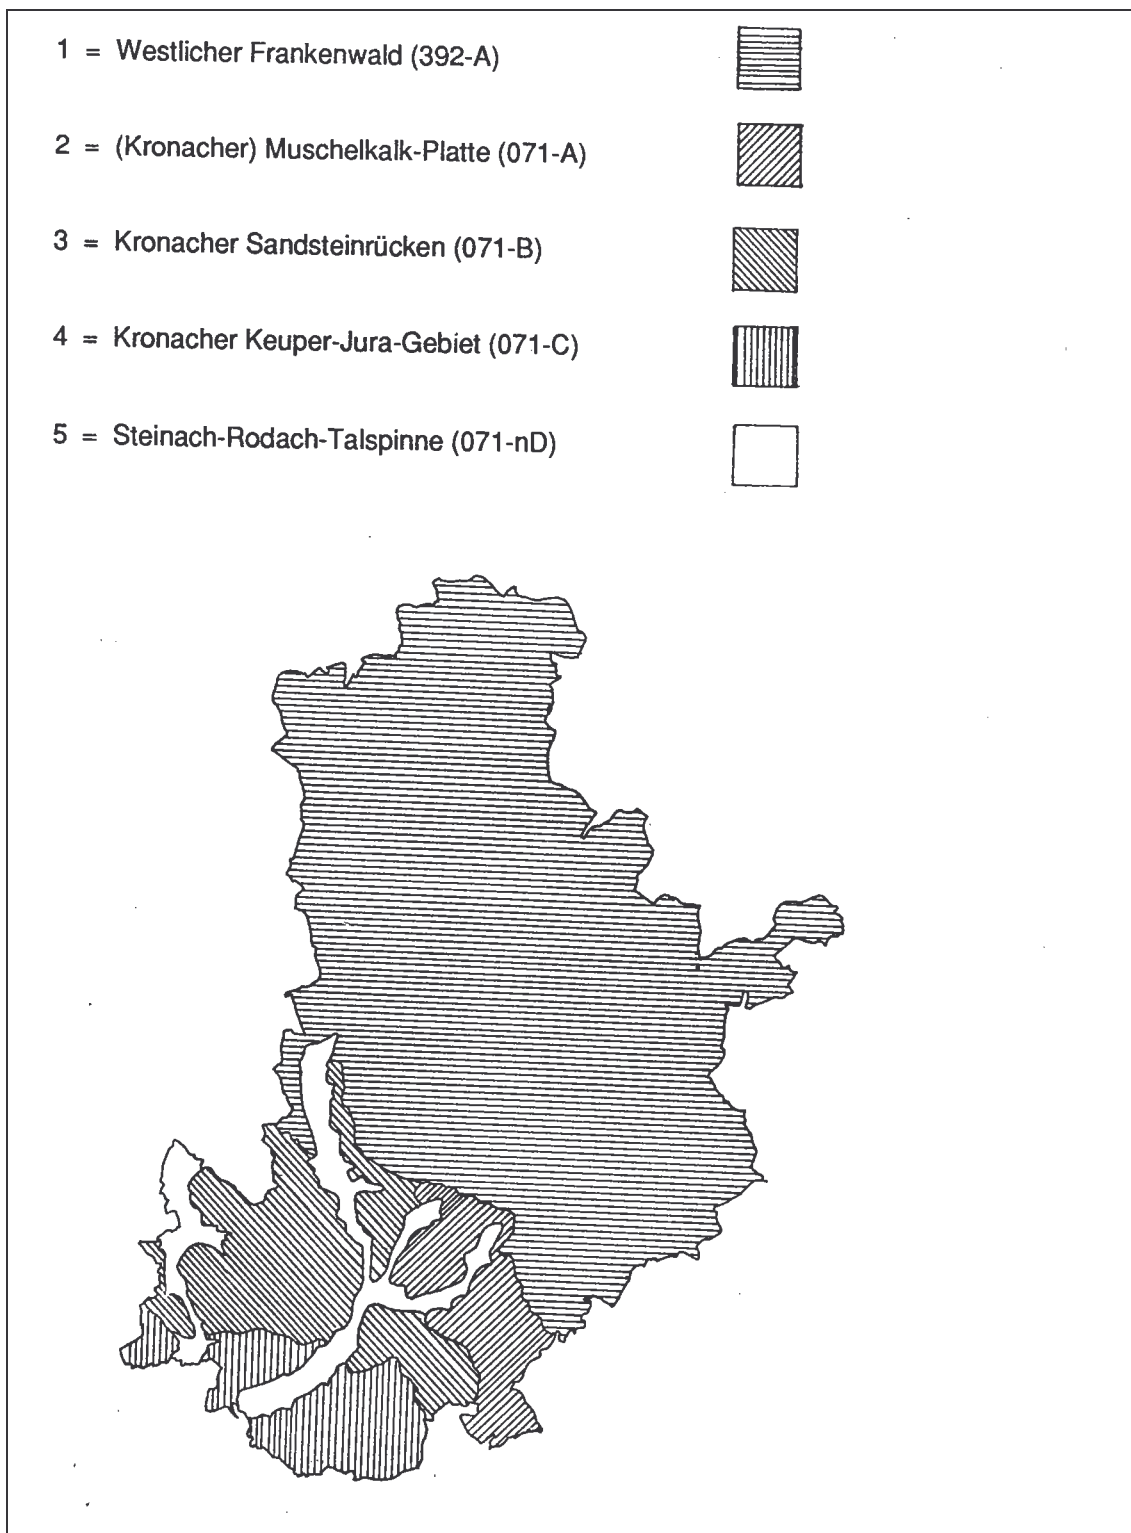 1 = Westlicher Frankenwald (392-A)
2 = (Kronacher) Muschelkalk-Platte (071-A)
3 = Kronacher Sandsteinrücken (071-B)
4 = Kronacher Keuper-Jura-Gebiet (071-C)
5 = Steinach-Rodach-Talspinne (071-nD)